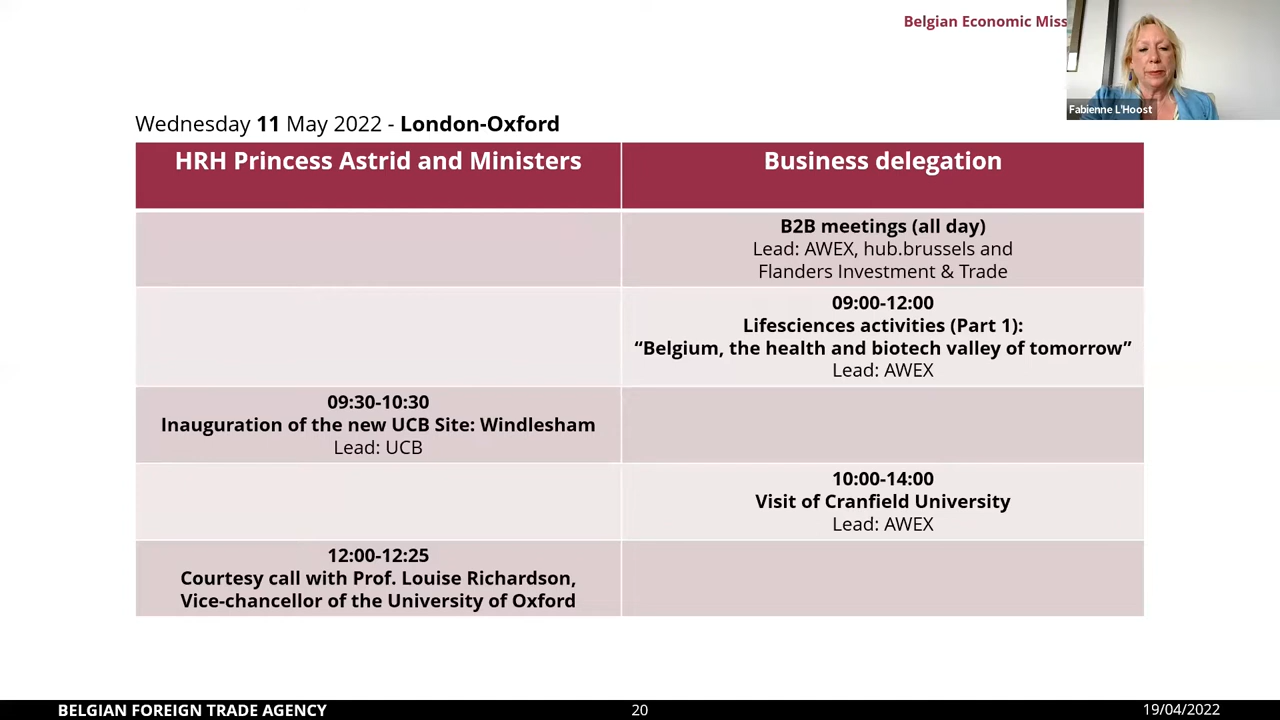 Belgian Economic Miss
Fabienne L'Hoost
Wednesday 11 May 2022 - London-Oxford
HRH Princess Astrid and Ministers
Business delegation
B2B meetings (all day)
Lead: AWEX, hub.brussels and
Flanders Investment & Trade
09:00-12:00
Lifesciences activities (Part 1):
“Belgium, the health and biotech valley of tomorrow”
Lead: AWEX
09:30-10:30
Inauguration of the new UCB Site: Windlesham
Lead: UCB
10:00-14:00
Visit of Cranfield University
Lead: AWEX
12:00-12:25
Courtesy call with Prof. Louise Richardson,
Vice-chancellor of the University of Oxford
BELGIAN FOREIGN TRADE AGENCY
20
19/04/2022